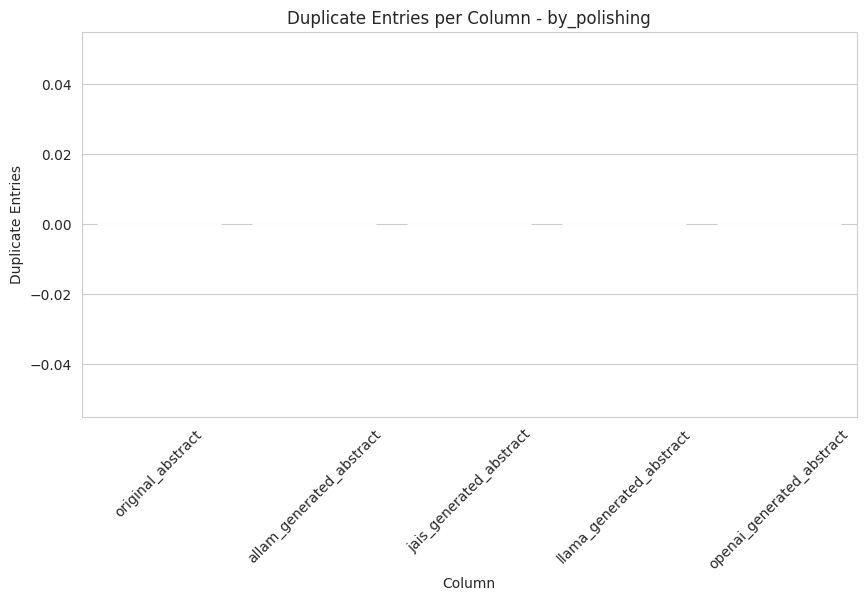 Duplicate Entries per Column - by_polishing
Duplicate Entries
0.04
0.02
0.00
−0.02
−0.04
original_abstract
allam_generated_abstract
jais_generated_abstract
llama_generated_abstract
openai_generated_abstract
Column